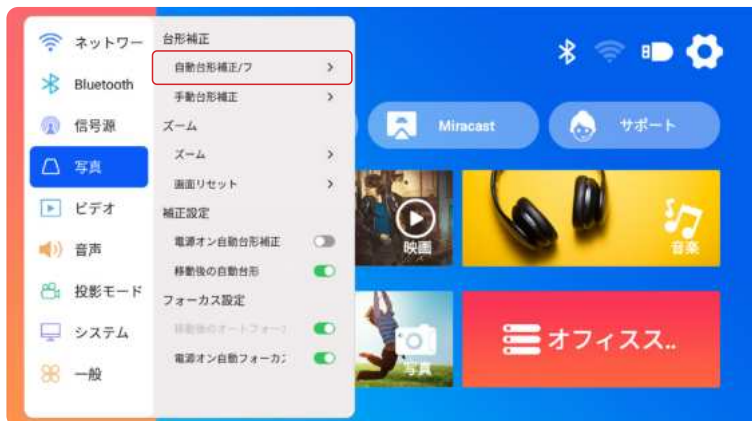 ネットワー
Bluetooth
信号源
写真
ビデオ
音声
投影モード
システム
一般
台形補正
自動台形補正/フ
手動台形補正
ズーム
ズーム
画面リセット
補正設定
電源オン自動台形補正
移動後の自動台形
フォーカス設定
移動後のオートフォーカ
電源オン自動フォーカス
Miracast
サポート
映画
音楽
写真
オフィスス..